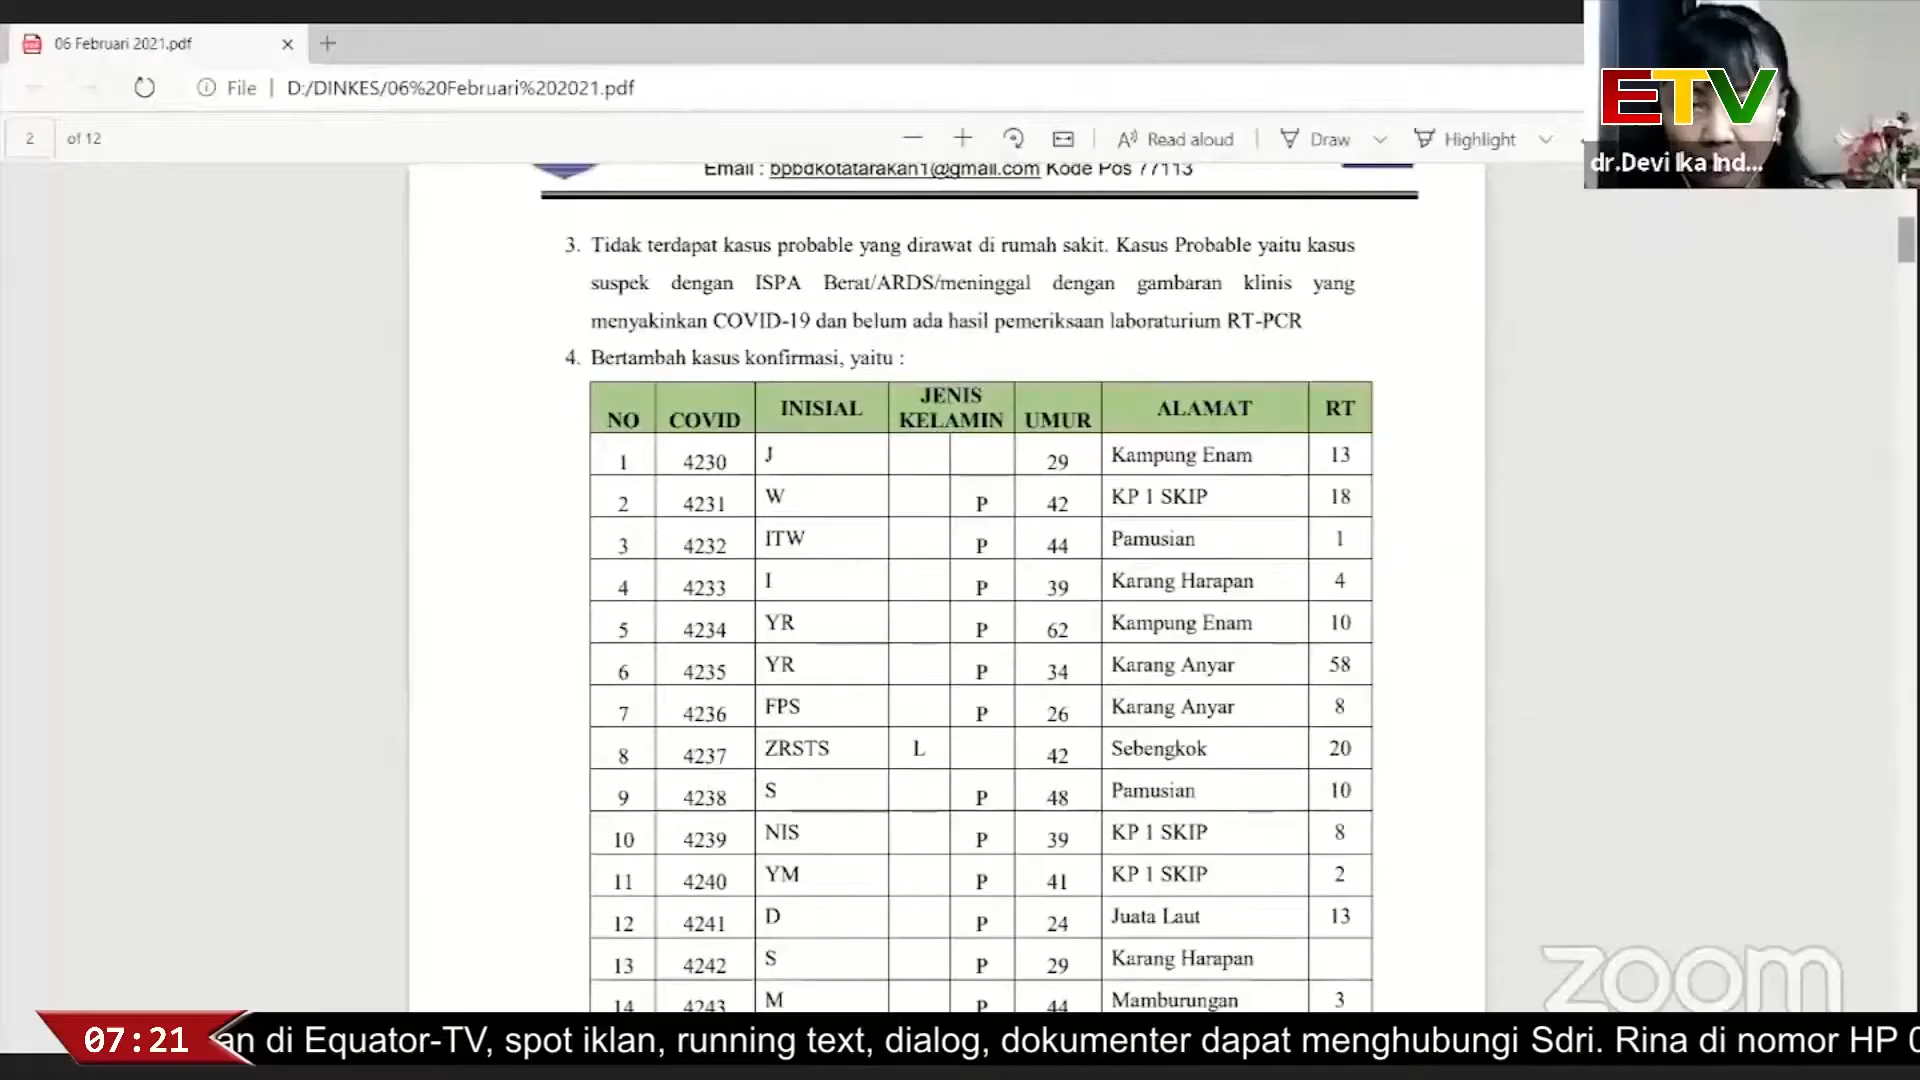 06 Februari 2021.pdf
File | D:/DINKES/06%20Februari%202021.pdf
2 of 12
Read aloud
Draw
Highlight
ETV
dr.Devi Ika Ind...
Email : bpbdkotatarakan1@gmail.com Kode Pos 77113
3. Tidak terdapat kasus probable yang dirawat di rumah sakit. Kasus Probable yaitu kasus
suspek dengan ISPA Berat/ARDS/meninggal dengan gambaran klinis yang
menyakinkan COVID-19 dan belum ada hasil pemeriksaan laboraturium RT-PCR
4. Bertambah kasus konfirmasi, yaitu :
NO COVID INISIAL JENIS KELAMIN UMUR ALAMAT RT
1 4230 J 29 Kampung Enam 13
2 4231 W P 42 KP 1 SKIP 18
3 4232 ITW P 44 Pamusian 1
4 4233 I P 39 Karang Harapan 4
5 4234 YR P 62 Kampung Enam 10
6 4235 YR P 34 Karang Anyar 58
7 4236 FPS P 26 Karang Anyar 8
8 4237 ZRSTS L 42 Sebengkok 20
9 4238 S P 48 Pamusian 10
10 4239 NIS P 39 KP 1 SKIP 8
11 4240 YM P 41 KP 1 SKIP 2
12 4241 D P 24 Juata Laut 13
13 4242 S P 29 Karang Harapan
14 4243 M P 44 Mamburungan 3
zoom
07:21
an di Equator-TV, spot iklan, running text, dialog, dokumenter dapat menghubungi Sdri. Rina di nomor HP 0